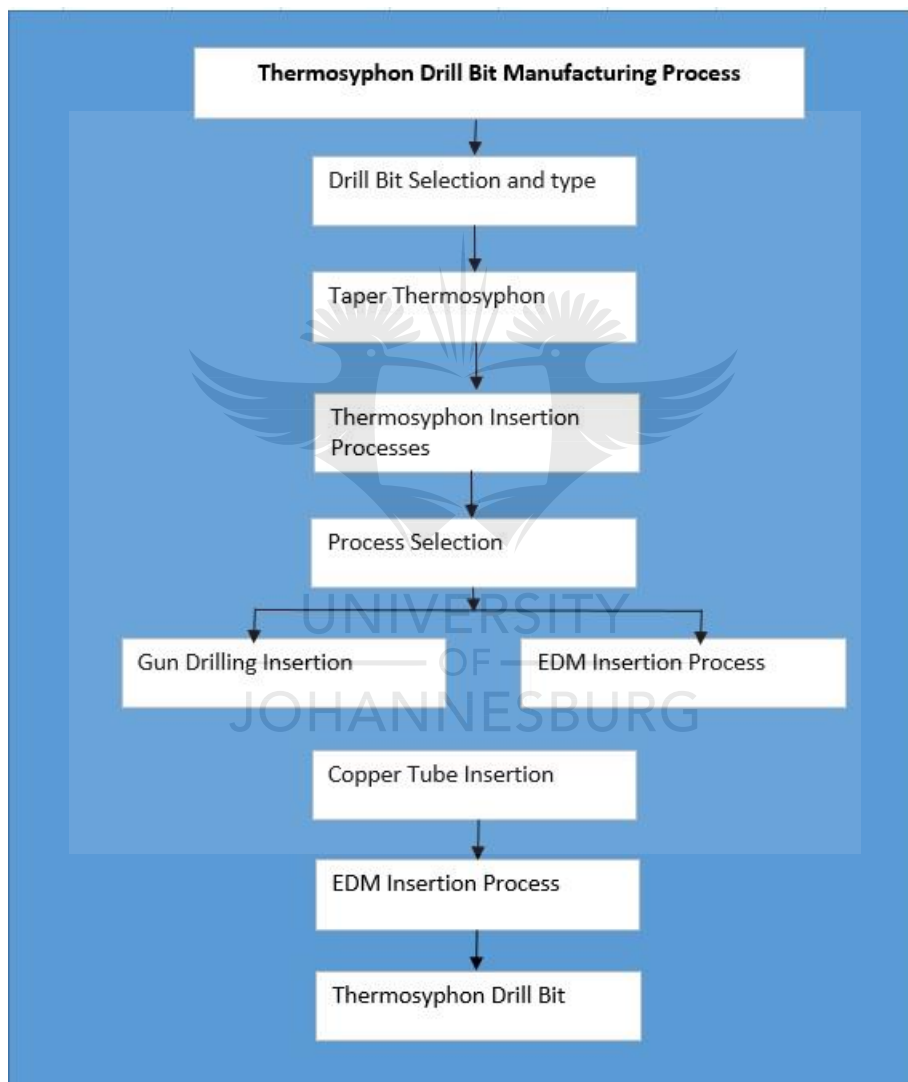 Thermosyphon Drill Bit Manufacturing Process
Drill Bit Selection and type
Taper Thermosyphon
Thermosyphon Insertion
Processes
Process Selection
UNIVERSITY
Gun Drilling Insertion
EDM Insertion Process
OF
JOHANNESBURG
Copper Tube Insertion
EDM Insertion Process
Thermosyphon Drill Bit